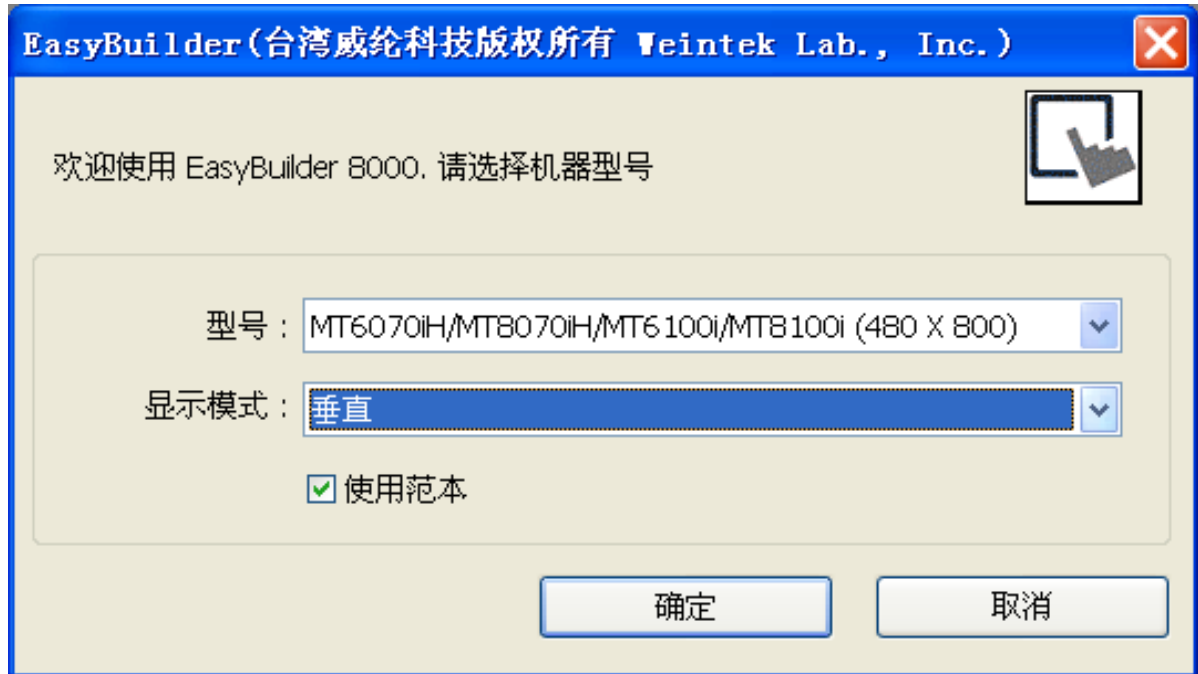 EasyBuilder(台湾威纶科技版权所有 Weintek Lab., Inc.)
欢迎使用 EasyBuilder 8000. 请选择机器型号
型号 : MT6070iH/MT8070iH/MT6100i/MT8100i (480 X 800)
显示模式 : 垂直
使用范本
确定 取消